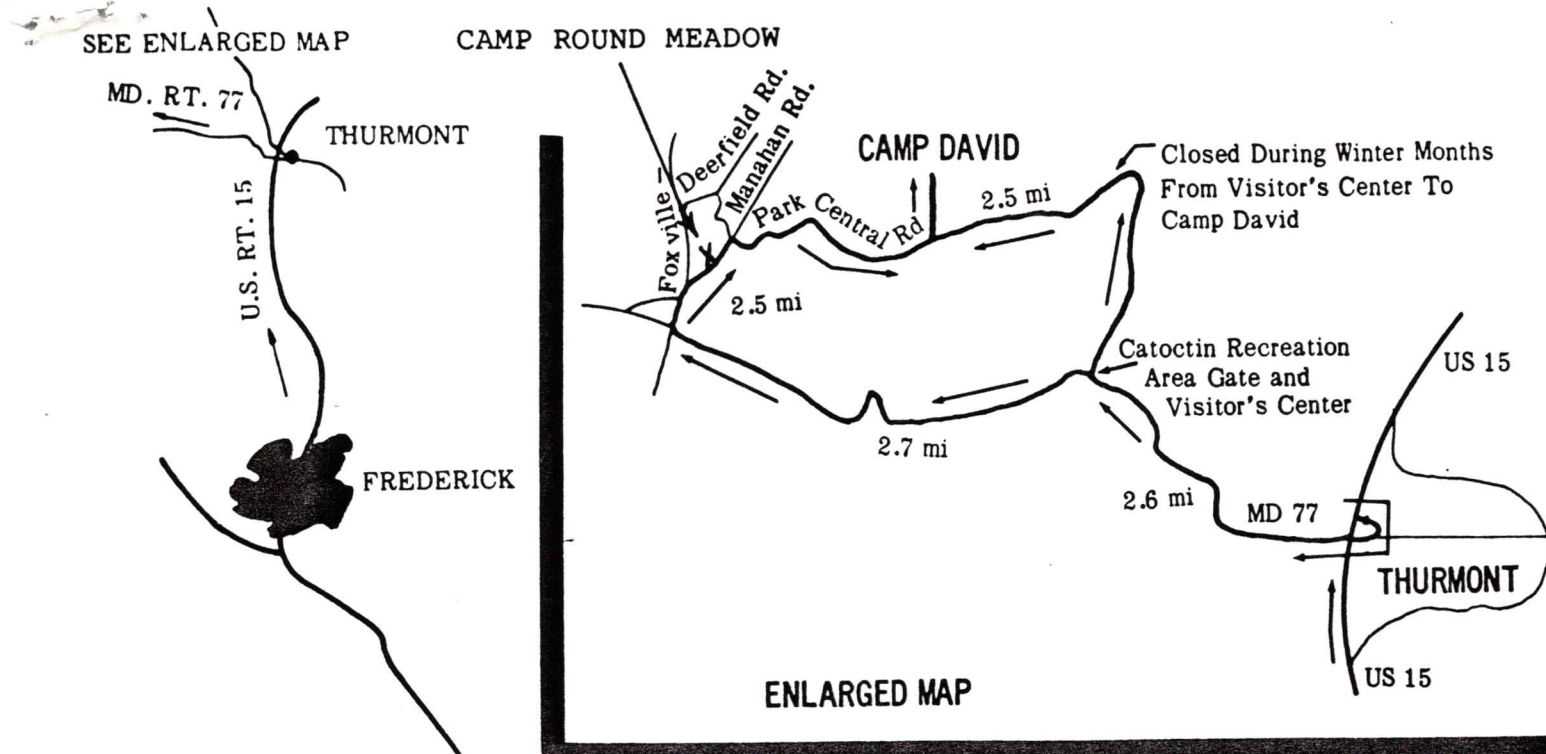 SEE ENLARGED MAP
MD. RT. 77
THURMONT
U.S. RT. 15
FREDERICK
CAMP ROUND MEADOW
Foxville
Deerfield Rd.
Manahan Rd.
Park Central Rd
CAMP DAVID
2.5 mi
Closed During Winter Months
From Visitor's Center To
Camp David
X
2.5 mi
Catoctin Recreation
Area Gate and
Visitor's Center
US 15
2.7 mi
2.6 mi
MD 77
THURMONT
US 15
ENLARGED MAP